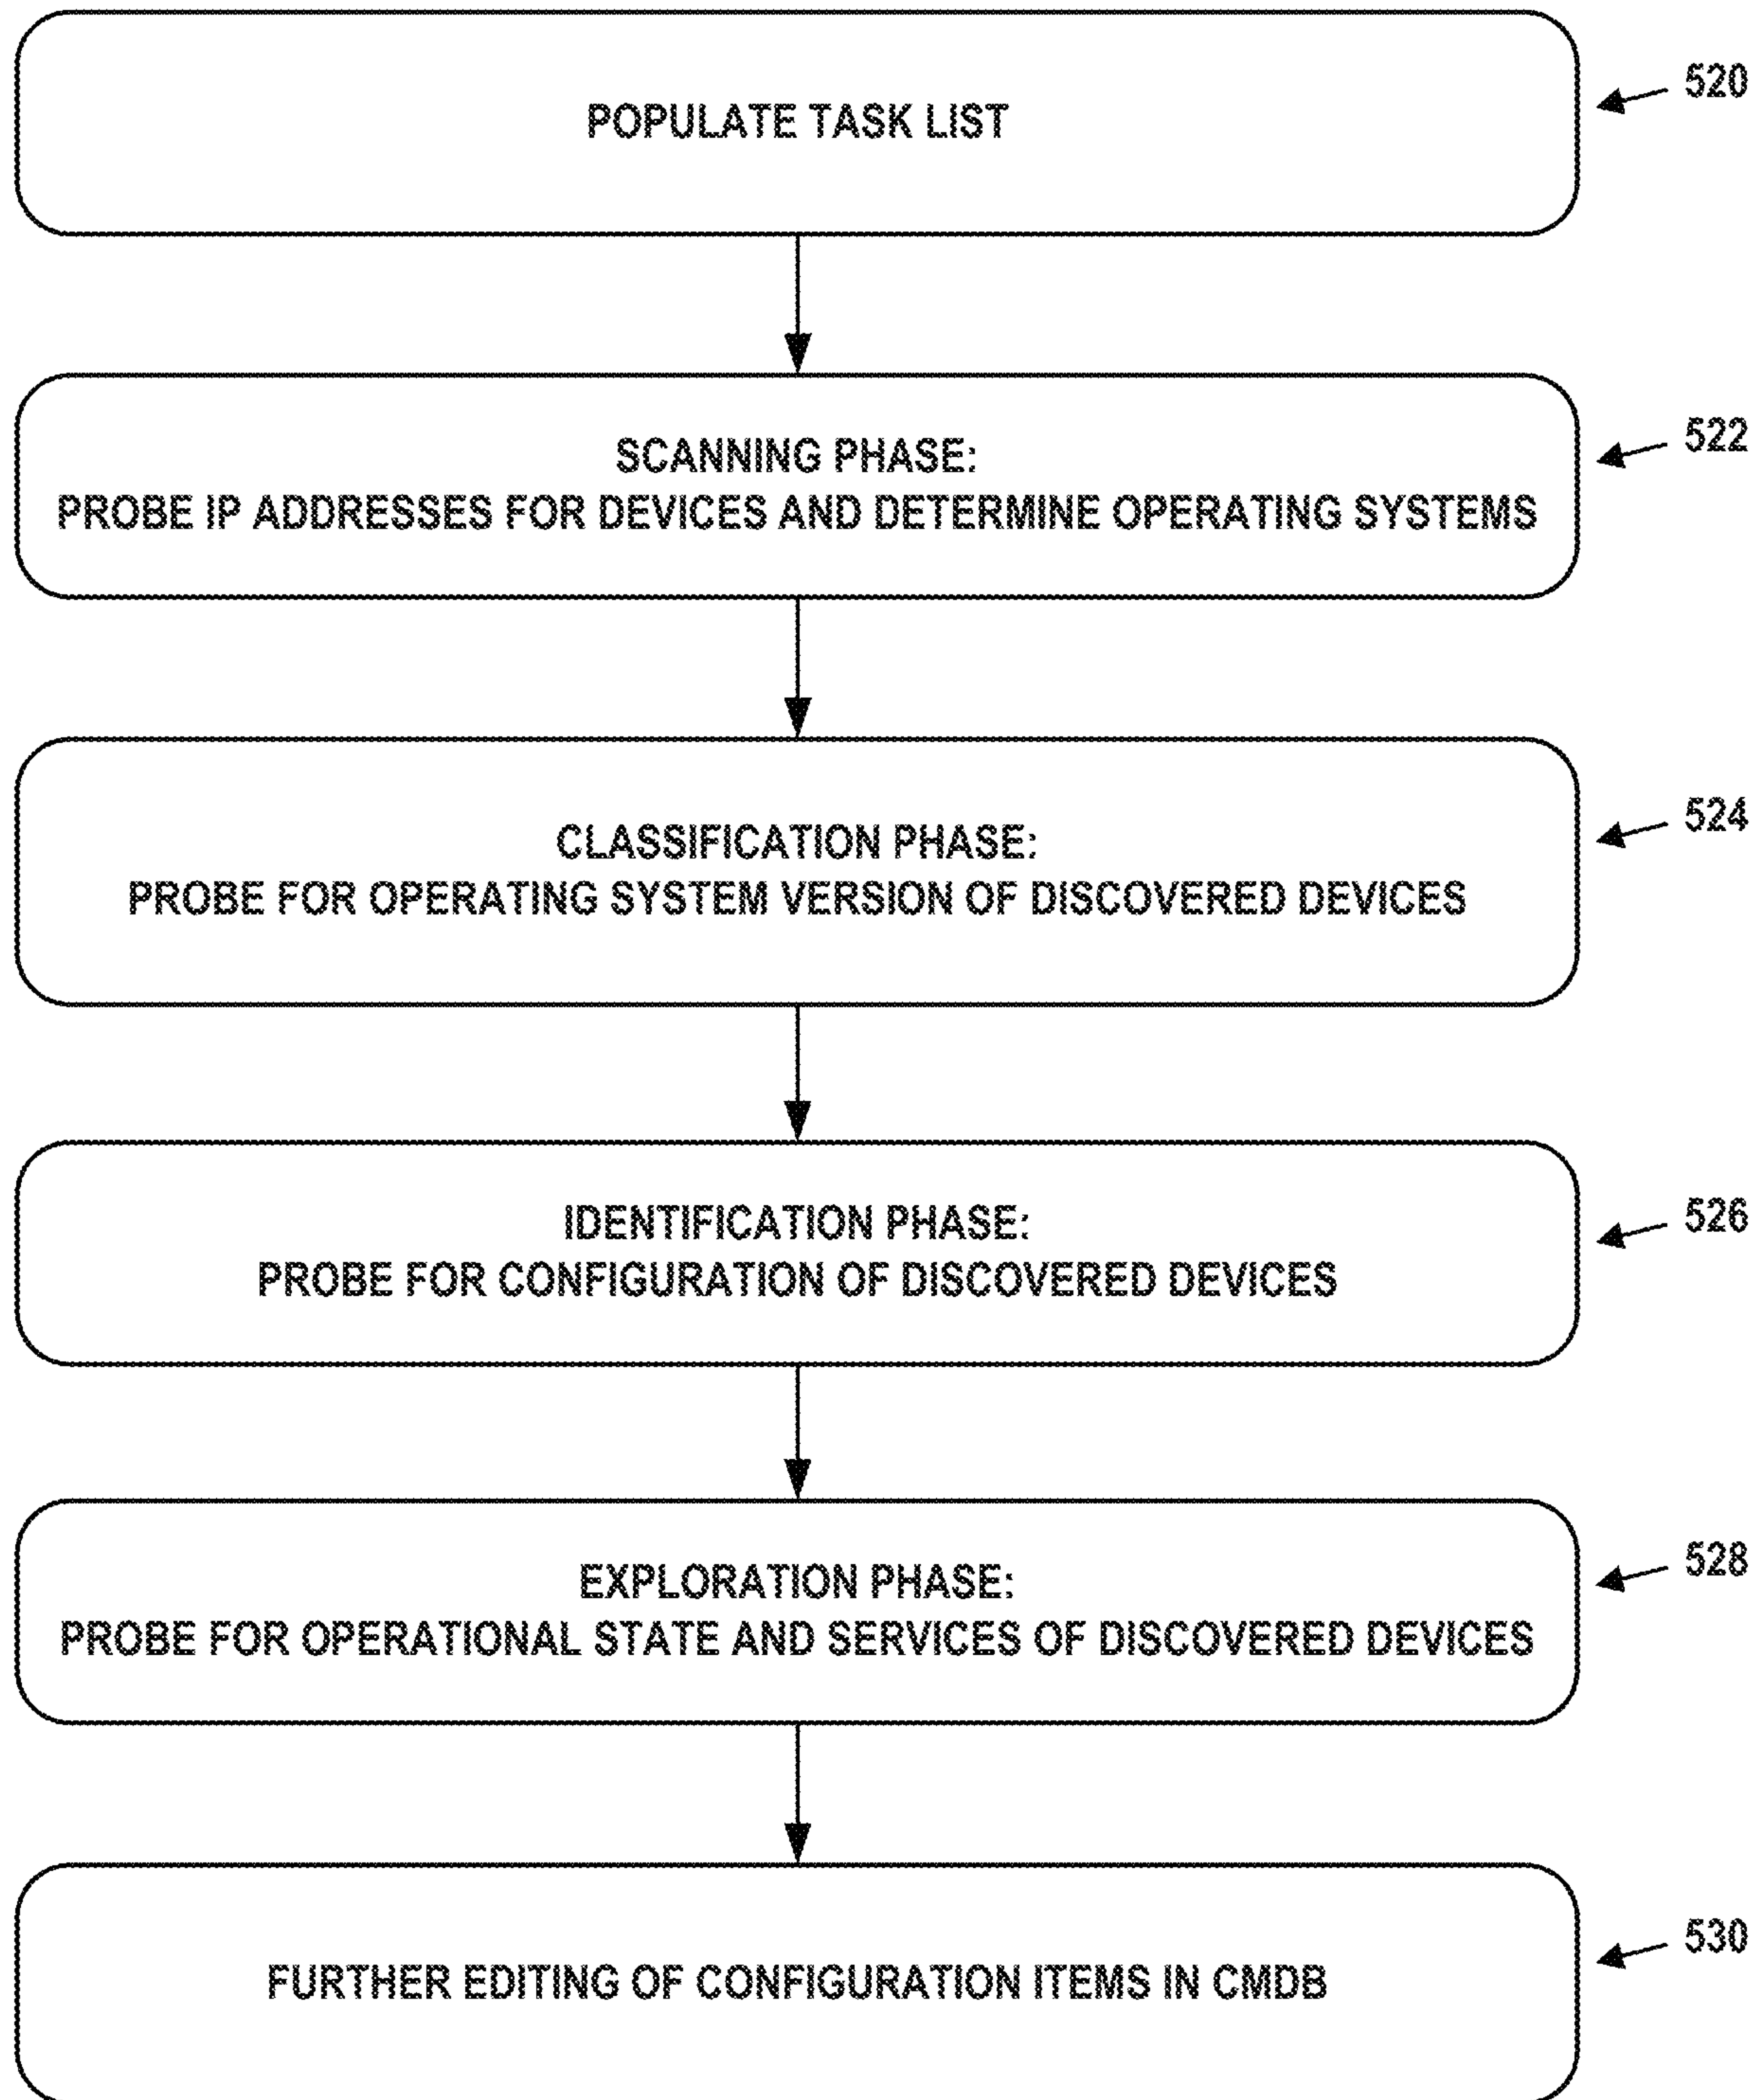 POPULATE TASK LIST
520
SCANNING PHASE:
PROBE IP ADDRESSES FOR DEVICES AND DETERMINE OPERATING SYSTEMS
522
CLASSIFICATION PHASE:
PROBE FOR OPERATING SYSTEM VERSION OF DISCOVERED DEVICES
524
IDENTIFICATION PHASE:
PROBE FOR CONFIGURATION OF DISCOVERED DEVICES
526
EXPLORATION PHASE:
PROBE FOR OPERATIONAL STATE AND SERVICES OF DISCOVERED DEVICES
528
FURTHER EDITING OF CONFIGURATION ITEMS IN CMDB
530